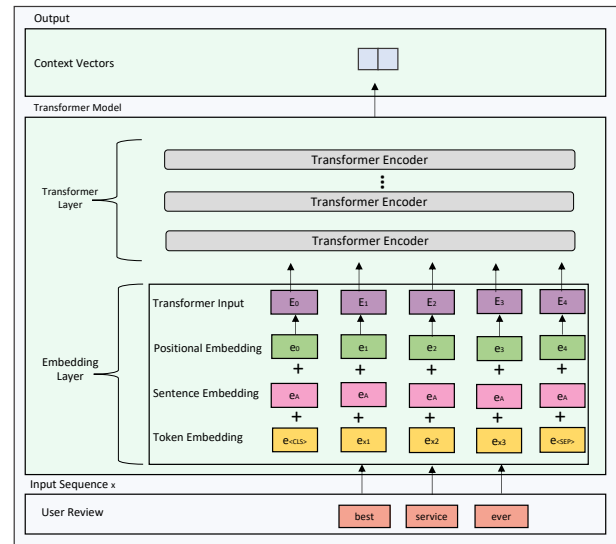 Output
Context Vectors
Transformer Model
Transformer Layer
Transformer Encoder
Transformer Encoder
Transformer Encoder
Embedding Layer
Transformer Input E0 E1 E2 E3 E4
Positional Embedding e0 e1 e2 e3 e4
+ + + + +
Sentence Embedding eA eA eA eA eA
+ + + + +
Token Embedding e<CLS> ex1 ex2 ex3 e<SEP>
Input Sequence x
User Review best service ever